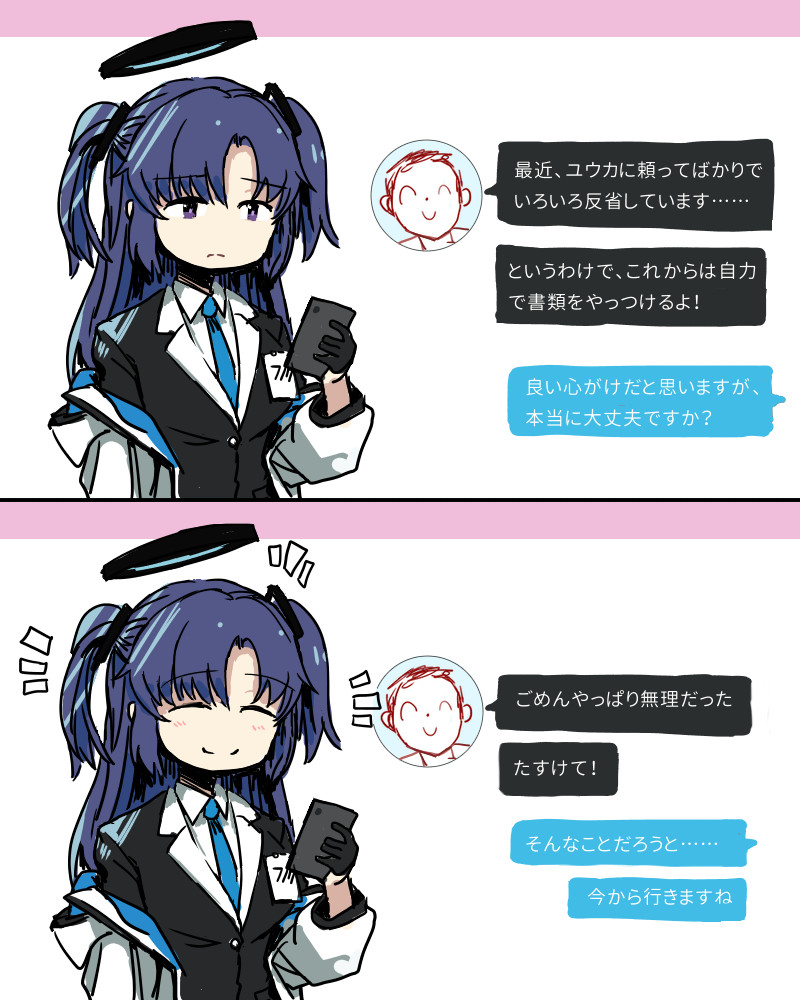 最近、ユウカに頼ってばかりで
いろいろ反省しています……
というわけで、これからは自力
で書類をやっつけるよ！
良い心がけだと思いますが、
本当に大丈夫ですか？
ごめんやっぱり無理だった
たすけて！
そんなことだろうと……
今から行きますね